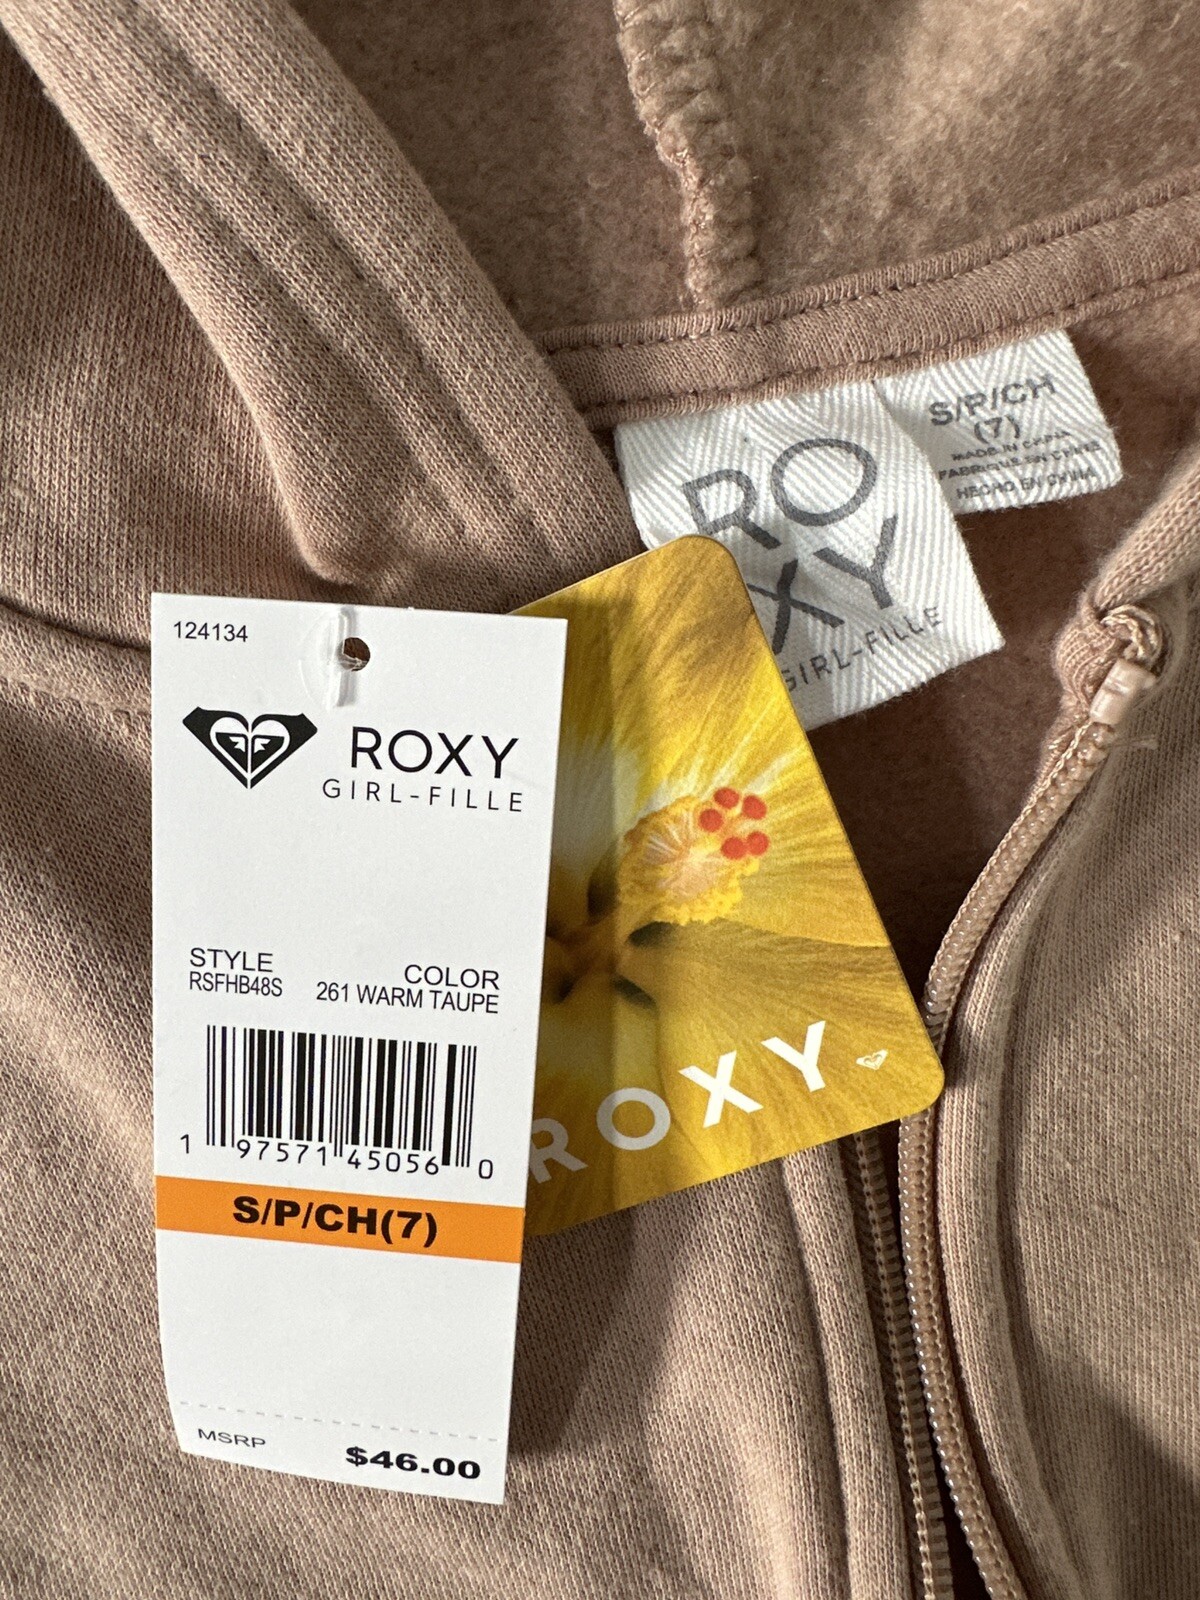 S/P/CH
(7)
MADE IN CHINA
FABRIQUÉ EN CHINE
HECHO EN CHINA
RO
XY
GIRL-FILLE
124134
ROXY
GIRL-FILLE
STYLE
RSFHB48S
COLOR
261 WARM TAUPE
1 97571 45056 0
S/P/CH(7)
MSRP
$46.00
ROXY